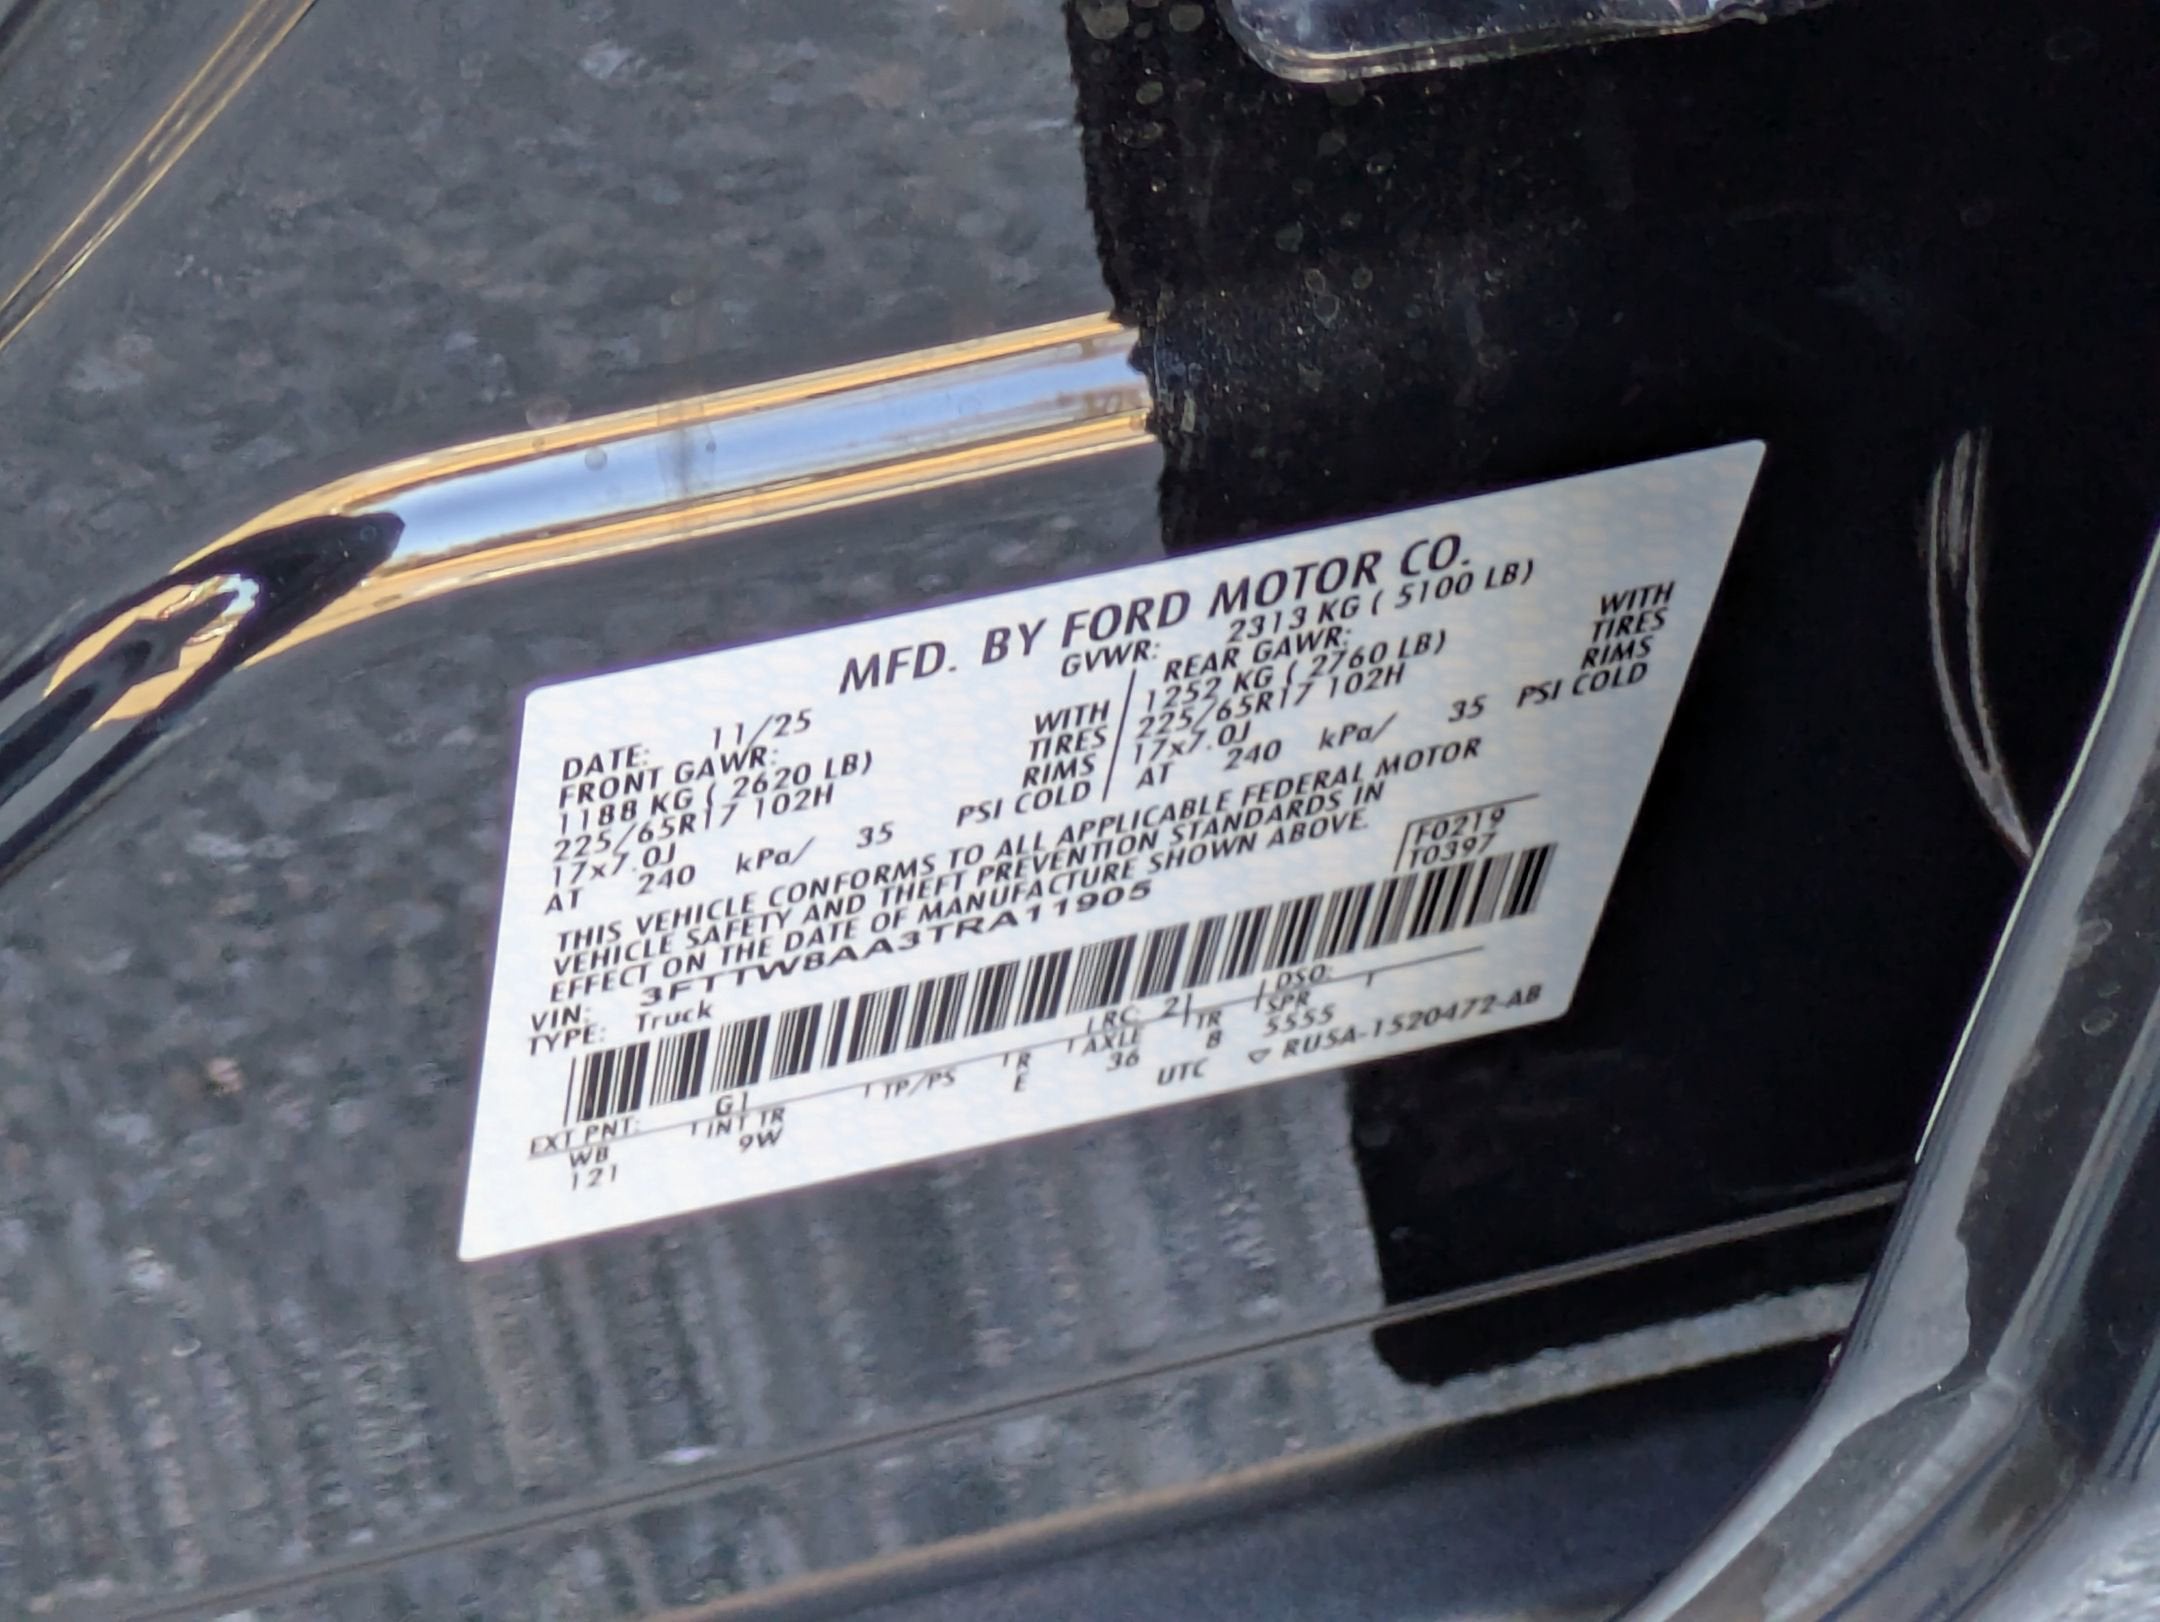 MFD. BY FORD MOTOR CO.
DATE: 11/25 GVWR: 2313 KG ( 5100 LB)
FRONT GAWR: REAR GAWR:
1188 KG ( 2620 LB) WITH 1252 KG ( 2760 LB) WITH
225/65R17 102H TIRES 225/65R17 102H TIRES
17x7.0J RIMS 17x7.0J RIMS
AT 240 kPa/ 35 PSI COLD AT 240 kPa/ 35 PSI COLD
THIS VEHICLE CONFORMS TO ALL APPLICABLE FEDERAL MOTOR
VEHICLE SAFETY AND THEFT PREVENTION STANDARDS IN
EFFECT ON THE DATE OF MANUFACTURE SHOWN ABOVE.
VIN: 3FTTW8AA3TRA11905 F0219
TYPE: Truck T0397
EXT PNT: G1 RC: 21 DSO:
WB INT TR TP/PS R AXLE TR SPR
121 9W E 36 8 5555
UTC RUSA-1520472-AB